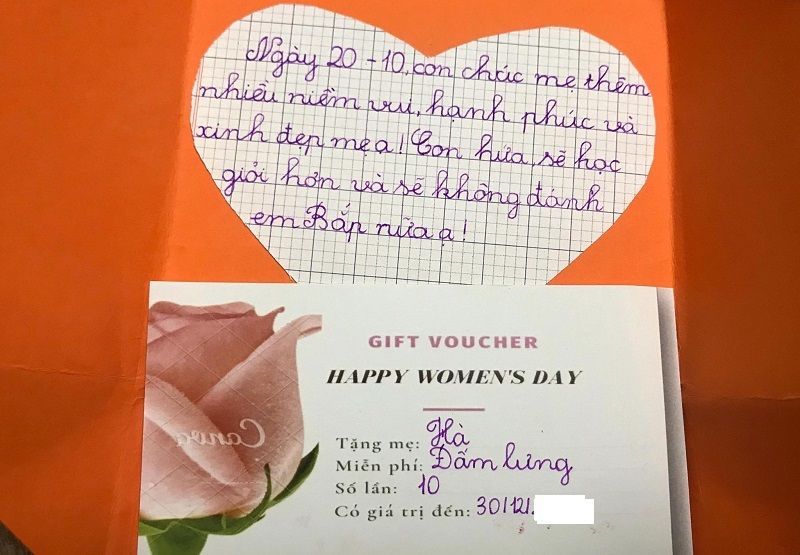 Ngày 20-10, con chúc mẹ thêm
nhiều niềm vui, hạnh phúc và
xinh đẹp mẹ ạ! Con hứa sẽ học
giỏi hơn và sẽ không đánh
em Bắp nữa ạ!
GIFT VOUCHER
HAPPY WOMEN'S DAY
Canva
Tặng mẹ: Hà
Miễn phí: Đấm lưng
Số lần: 10
Có giá trị đến: 30/12/.